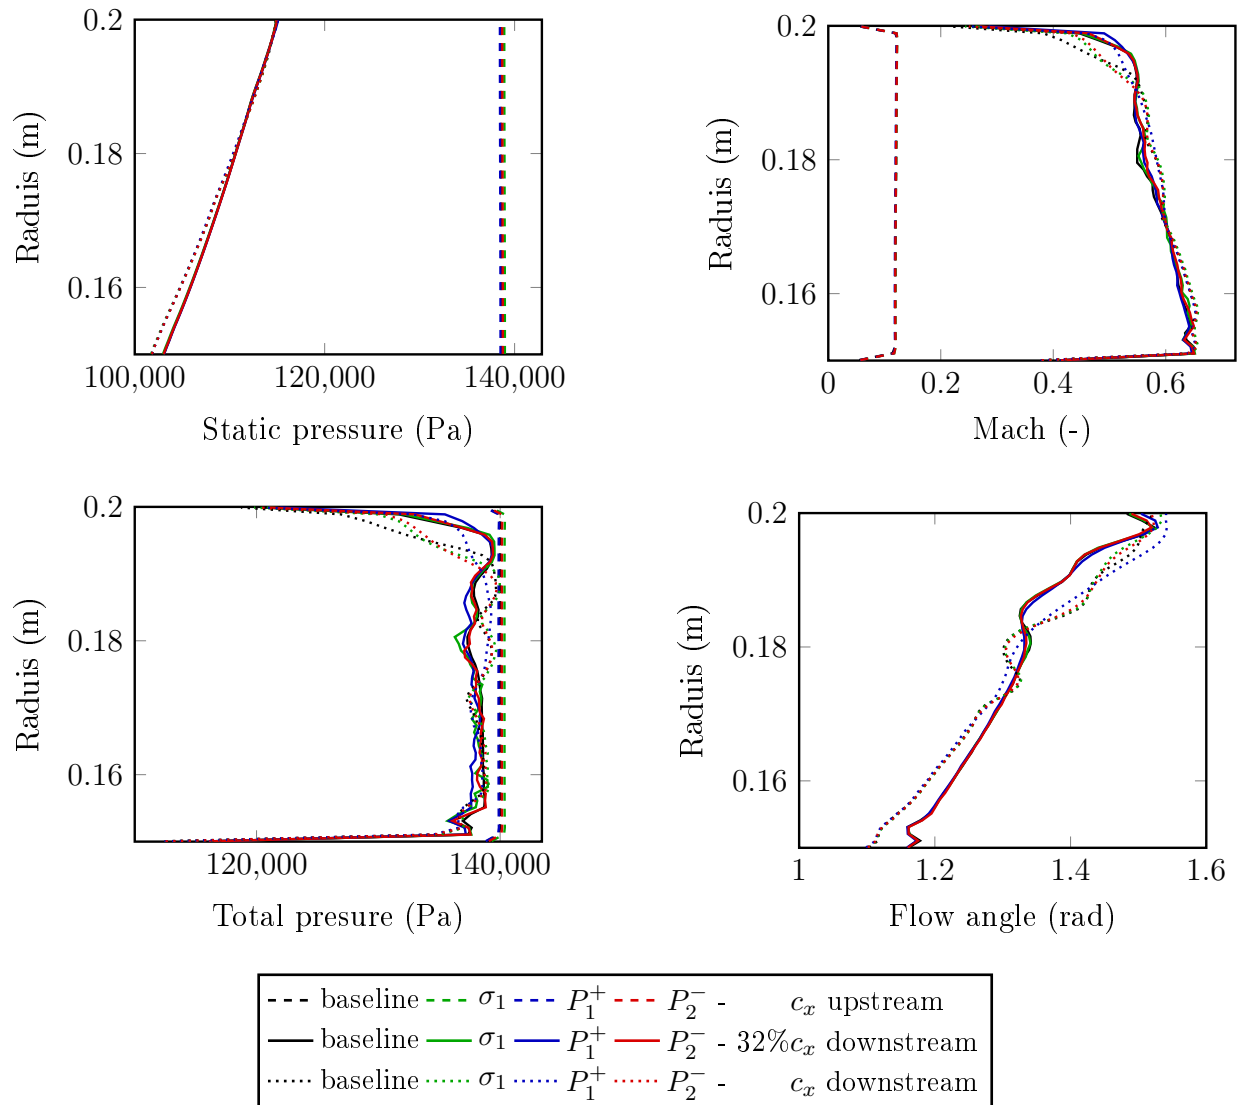 0.2
0.18
0.16
100,000 120,000 140,000
Raduis (m)
Static pressure (Pa)
0.2
0.18
0.16
0 0.2 0.4 0.6
Raduis (m)
Mach (-)
0.2
0.18
0.16
120,000 140,000
Raduis (m)
Total presure (Pa)
0.2
0.18
0.16
1 1.2 1.4 1.6
Raduis (m)
Flow angle (rad)
baseline σ₁ P₁⁺ P₂⁻ - cₓ upstream
baseline σ₁ P₁⁺ P₂⁻ - 32%cₓ downstream
baseline σ₁ P₁⁺ P₂⁻ - cₓ downstream